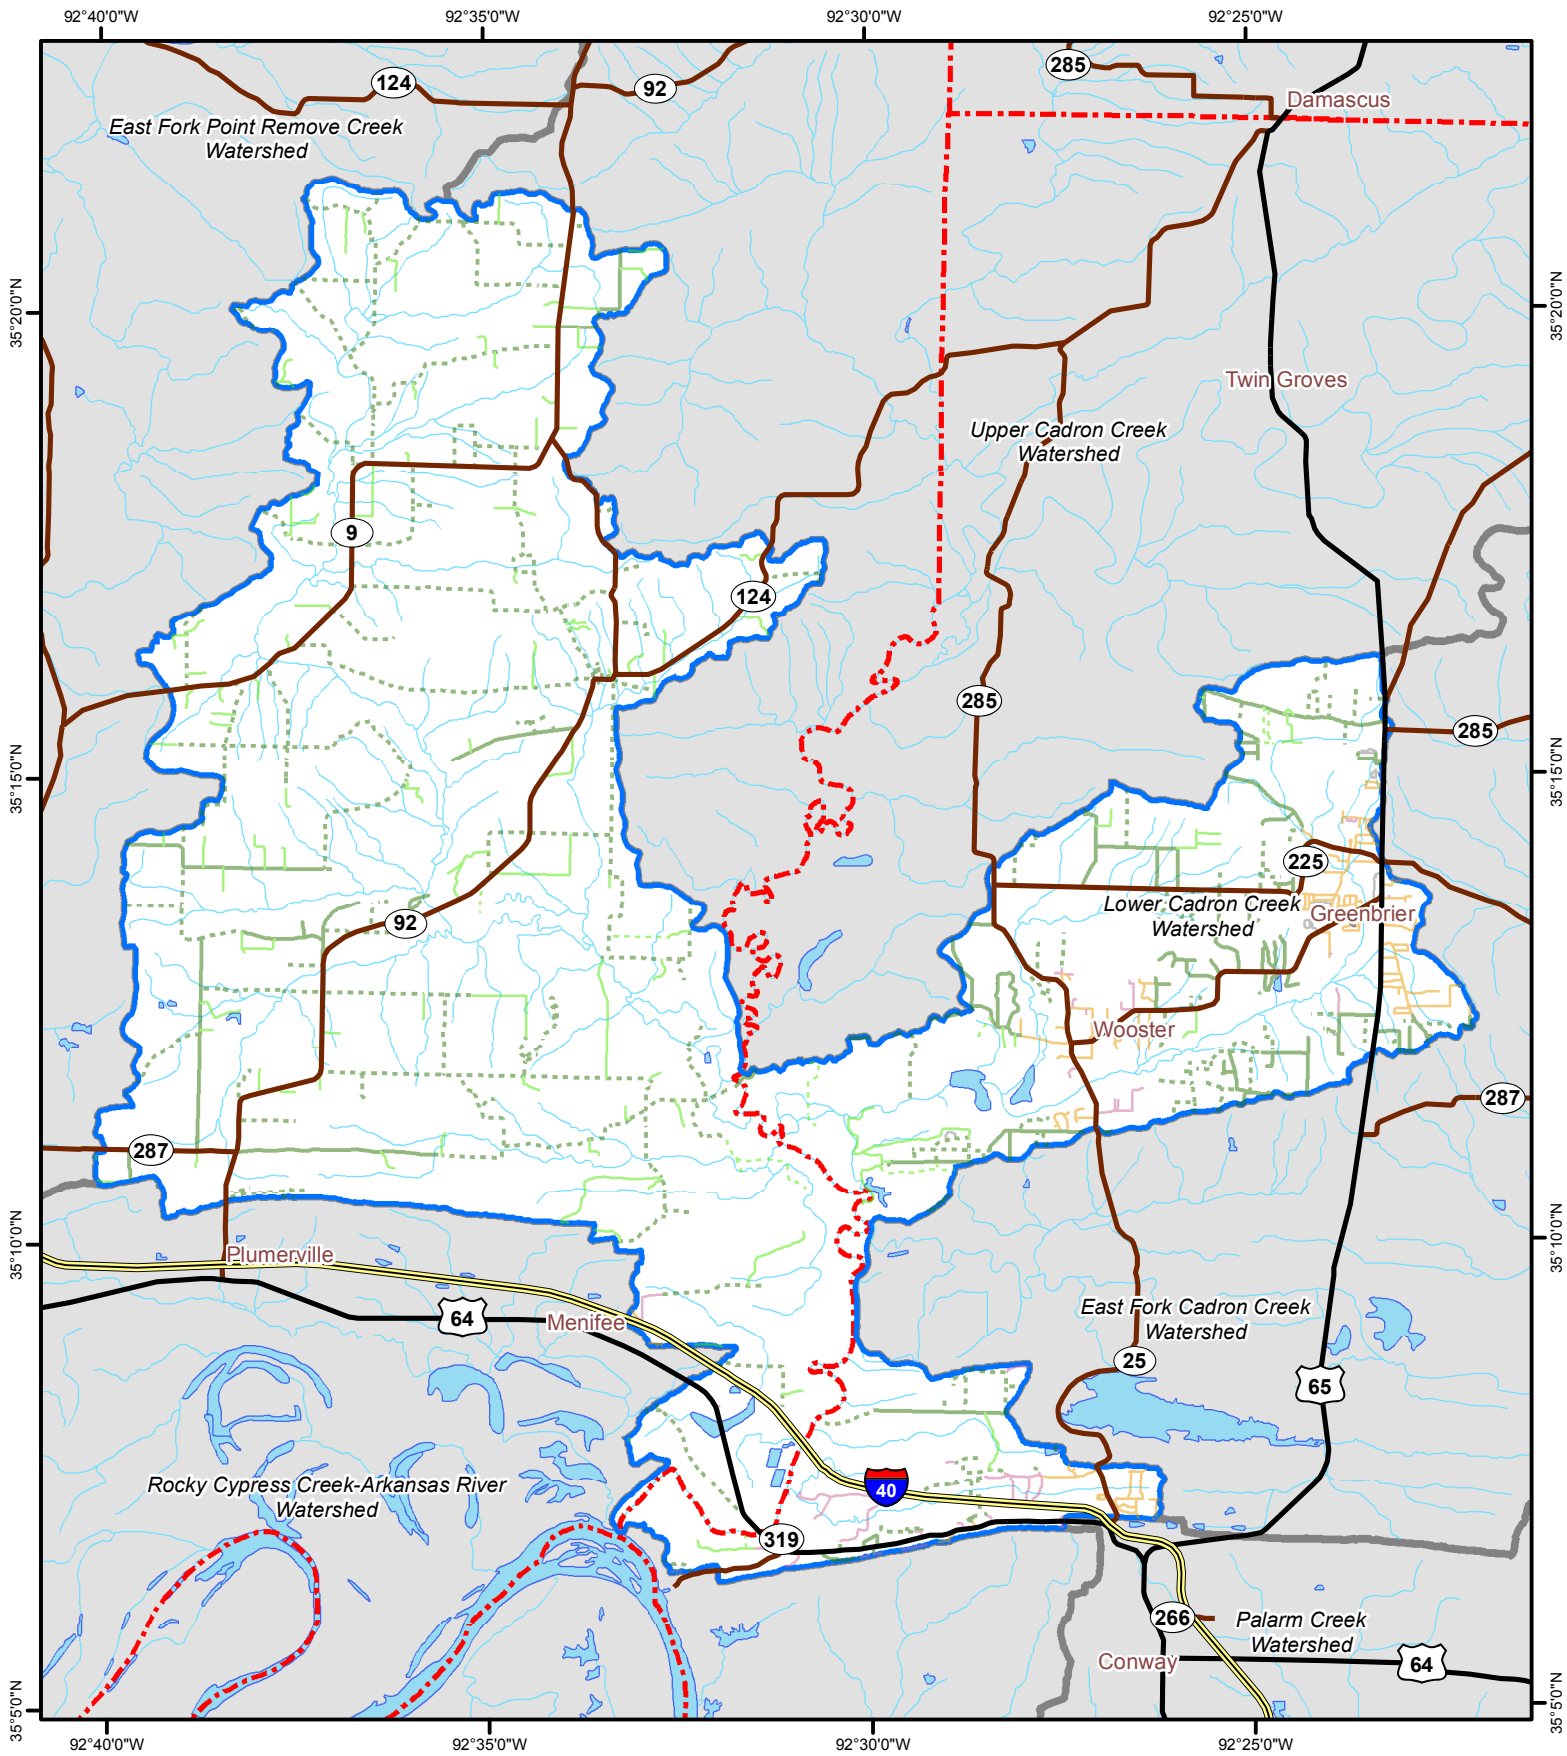 92°40'0"W
92°35'0"W
92°30'0"W
92°25'0"W
285
124
92
Damascus
East Fork Point Remove Creek
Watershed
35°20'0"N
35°20'0"N
Twin Groves
Upper Cadron Creek
Watershed
9
124
285
285
35°15'0"N
35°15'0"N
225
Lower Cadron Creek
Watershed
Greenbrier
92
Wooster
287
287
35°10'0"N
35°10'0"N
Plumerville
64
Menifee
East Fork Cadron Creek
Watershed
25
65
Rocky Cypress Creek-Arkansas River
Watershed
40
319
266
Palarm Creek
Watershed
Conway
64
35°5'0"N
35°5'0"N
92°40'0"W
92°35'0"W
92°30'0"W
92°25'0"W